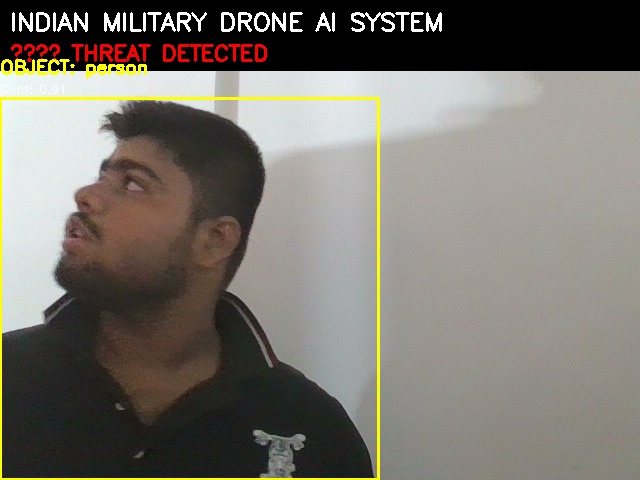 INDIAN MILITARY DRONE AI SYSTEM
???? THREAT DETECTED
OBJECT: person
Conf: 0.91